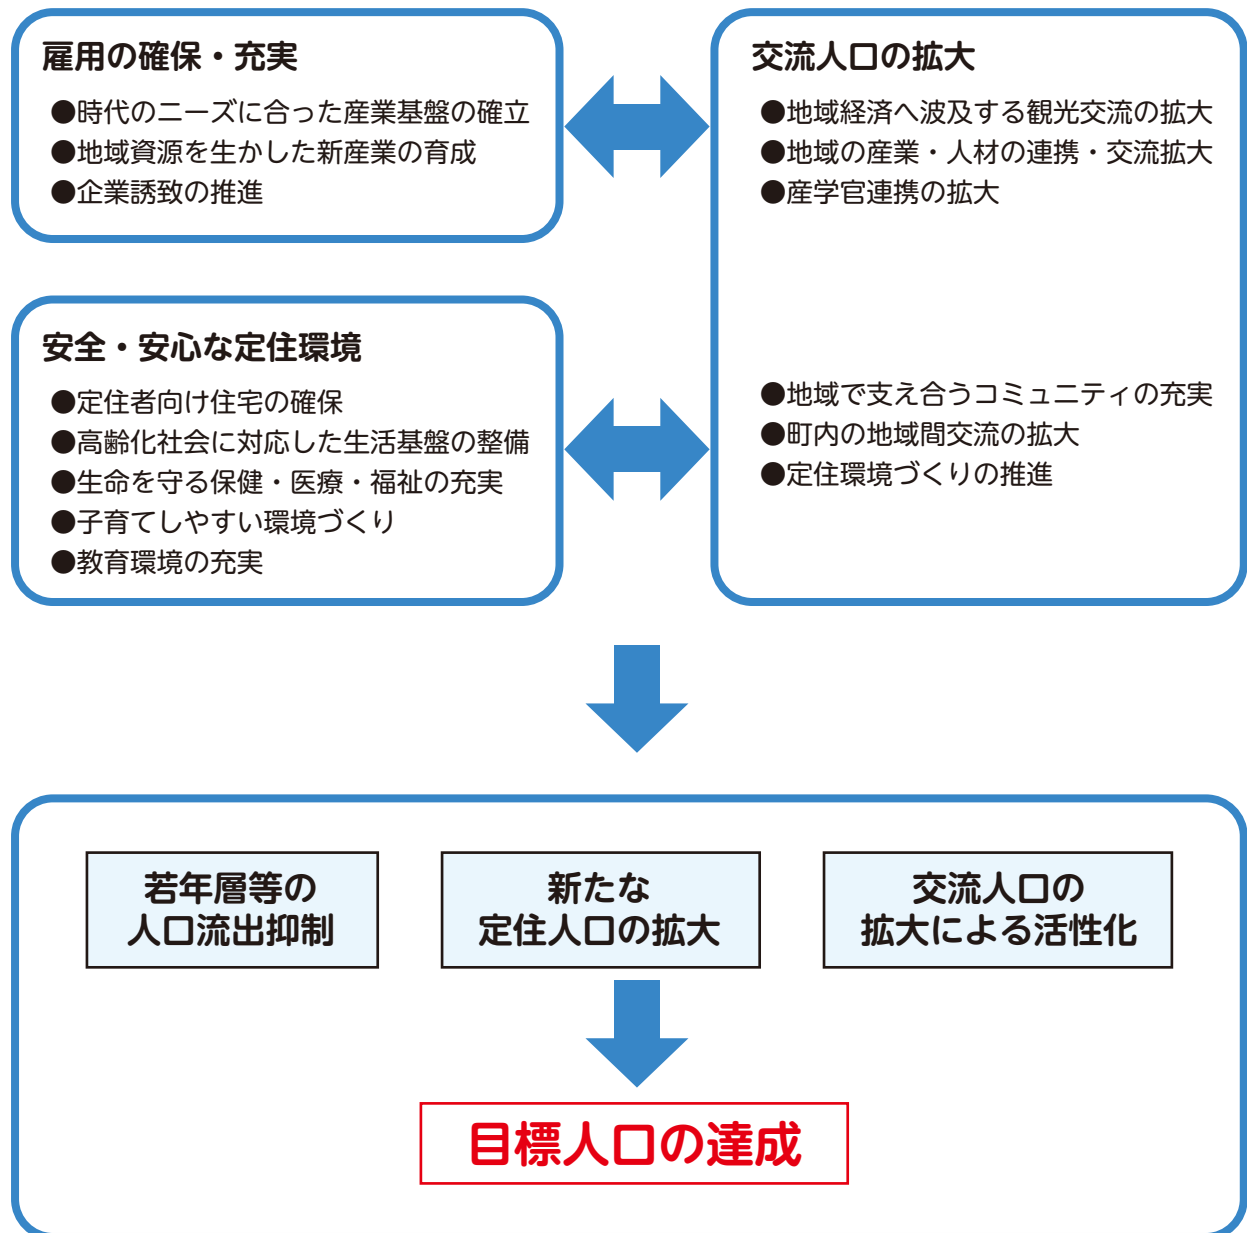 雇用の確保・充実
●時代のニーズに合った産業基盤の確立
●地域資源を生かした新産業の育成
●企業誘致の推進
交流人口の拡大
●地域経済へ波及する観光交流の拡大
●地域の産業・人材の連携・交流拡大
●産学官連携の拡大
安全・安心な定住環境
●定住者向け住宅の確保
●高齢化社会に対応した生活基盤の整備
●生命を守る保健・医療・福祉の充実
●子育てしやすい環境づくり
●教育環境の充実
●地域で支え合うコミュニティの充実
●町内の地域間交流の拡大
●定住環境づくりの推進
若年層等の
人口流出抑制
新たな
定住人口の拡大
交流人口の
拡大による活性化
目標人口の達成